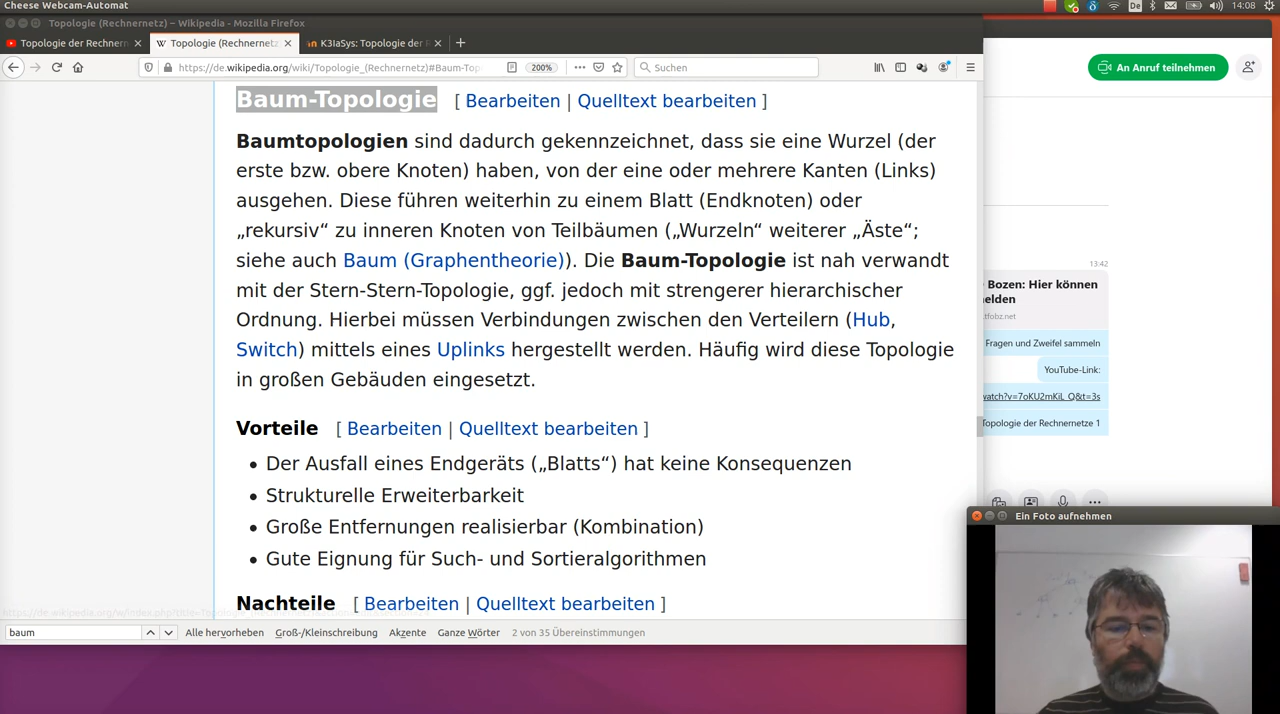 Cheese Webcam-Automat
De
14:08
Topologie (Rechnernetz) – Wikipedia - Mozilla Firefox
Topologie der Rechnern
Topologie (Rechnernetz
K3IaSys: Topologie der R
https://de.wikipedia.org/wiki/Topologie_(Rechnernetz)#Baum-Top
200%
Suchen
An Anruf teilnehmen
Baum-Topologie [ Bearbeiten | Quelltext bearbeiten ]
Baumtopologien sind dadurch gekennzeichnet, dass sie eine Wurzel (der
erste bzw. obere Knoten) haben, von der eine oder mehrere Kanten (Links)
ausgehen. Diese führen weiterhin zu einem Blatt (Endknoten) oder
„rekursiv“ zu inneren Knoten von Teilbäumen („Wurzeln“ weiterer „Äste“;
siehe auch Baum (Graphentheorie)). Die Baum-Topologie ist nah verwandt
mit der Stern-Stern-Topologie, ggf. jedoch mit strengerer hierarchischer
Ordnung. Hierbei müssen Verbindungen zwischen den Verteilern (Hub,
Switch) mittels eines Uplinks hergestellt werden. Häufig wird diese Topologie
in großen Gebäuden eingesetzt.
Vorteile [ Bearbeiten | Quelltext bearbeiten ]
Der Ausfall eines Endgeräts („Blatts“) hat keine Konsequenzen
Strukturelle Erweiterbarkeit
Große Entfernungen realisierbar (Kombination)
Gute Eignung für Such- und Sortieralgorithmen
Nachteile [ Bearbeiten | Quelltext bearbeiten ]
baum
Alle hervorheben
Groß-/Kleinschreibung
Akzente
Ganze Wörter
2 von 35 Übereinstimmungen
13:42
Bozen: Hier können
elden
.tfobz.net
Fragen und Zweifel sammeln
YouTube-Link:
watch?v=7oKU2mKiL_Q&t=3s
Topologie der Rechnernetze 1
Ein Foto aufnehmen